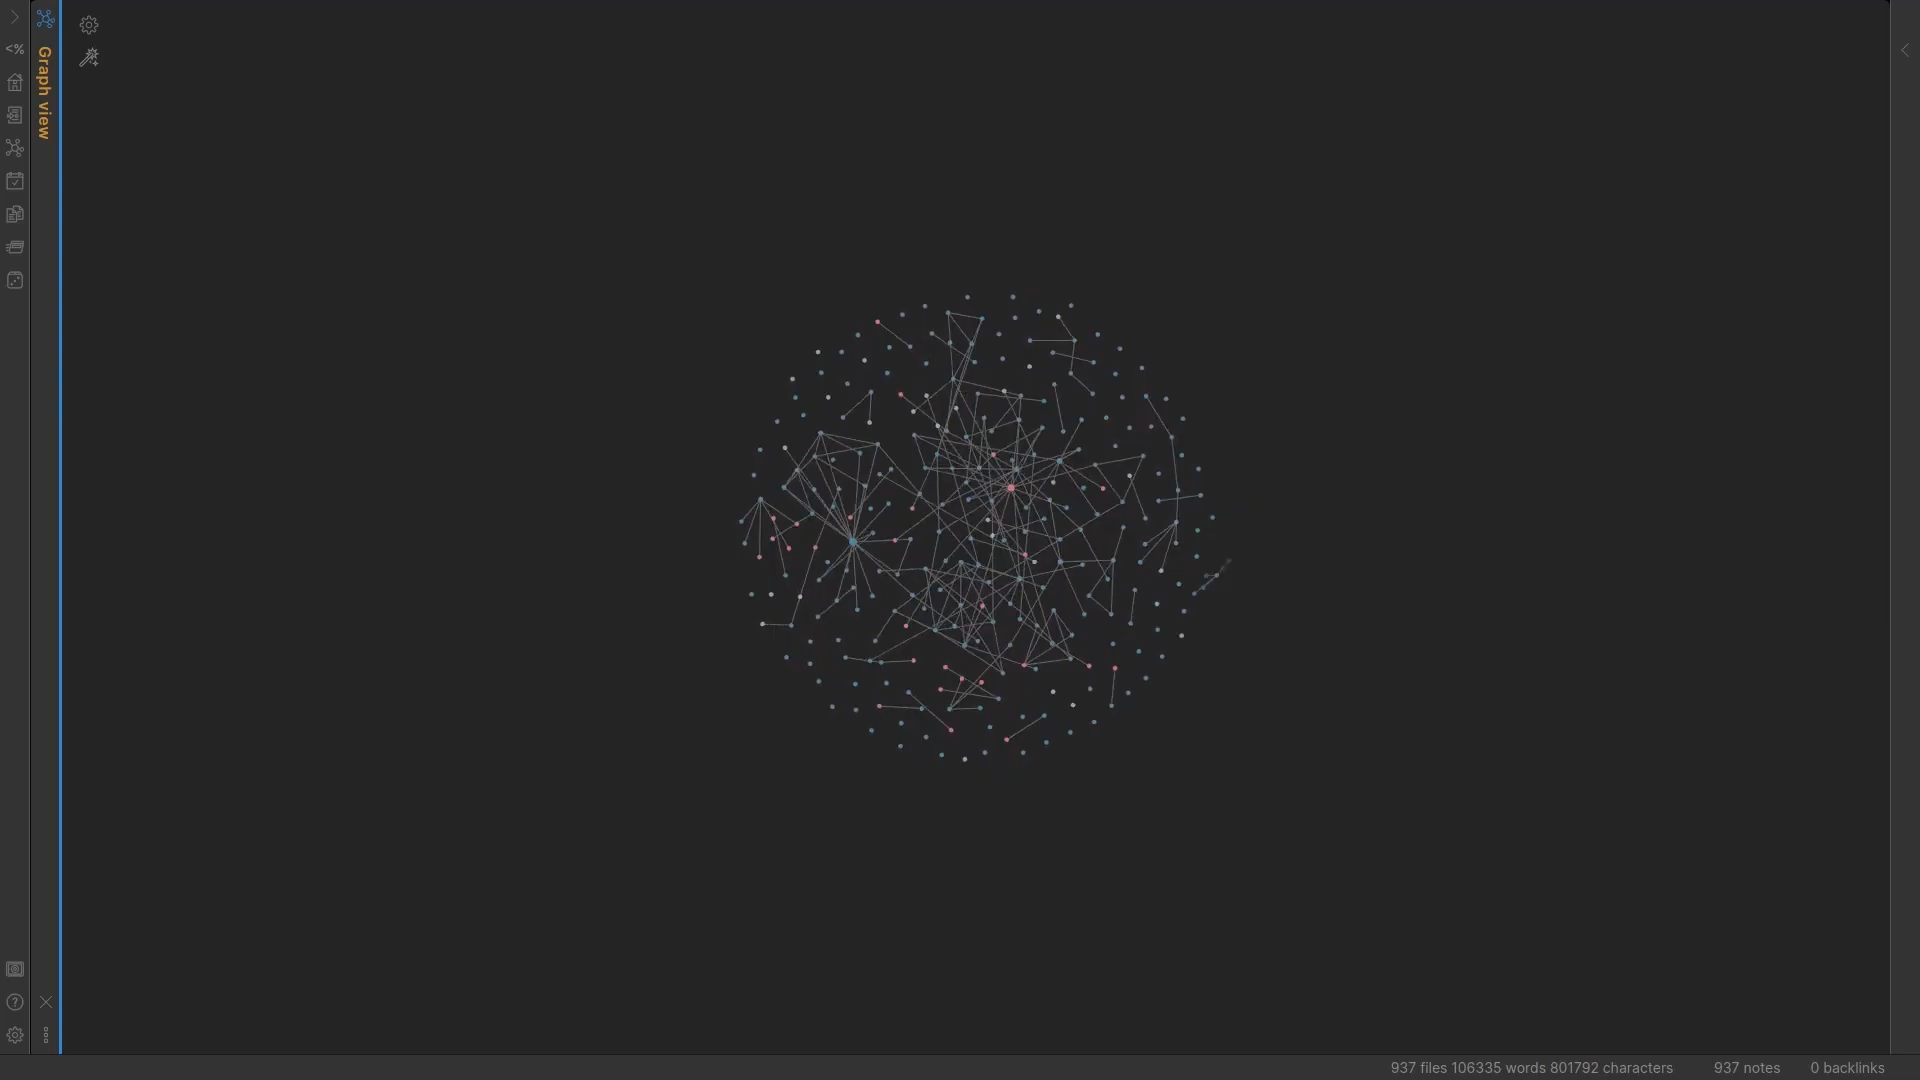 <%
Graph view
937 files 106335 words 801792 characters
937 notes
0 backlinks